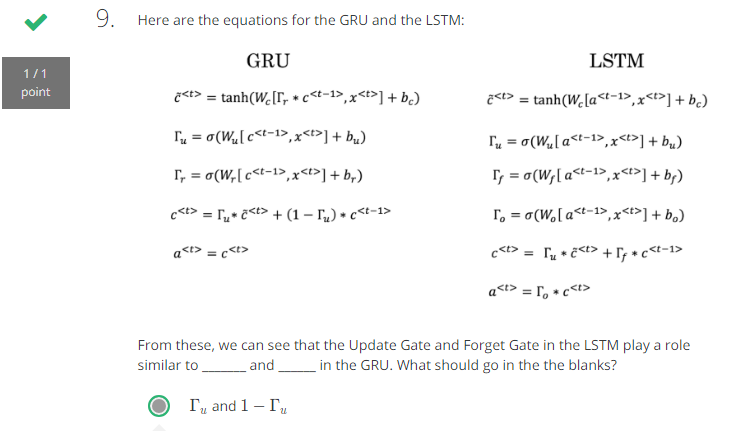 9. Here are the equations for the GRU and the LSTM:
1 / 1
point
GRU
c̃<t> = tanh(Wc[Γr * c<t−1>, x<t>] + bc)
Γu = σ(Wu[ c<t−1>, x<t>] + bu)
Γr = σ(Wr[ c<t−1>, x<t>] + br)
c<t> = Γu * c̃<t> + (1 − Γu) * c<t−1>
a<t> = c<t>
LSTM
c̃<t> = tanh(Wc[a<t−1>, x<t>] + bc)
Γu = σ(Wu[ a<t−1>, x<t>] + bu)
Γf = σ(Wf[ a<t−1>, x<t>] + bf)
Γo = σ(Wo[ a<t−1>, x<t>] + bo)
c<t> = Γu * c̃<t> + Γf * c<t−1>
a<t> = Γo * c<t>
From these, we can see that the Update Gate and Forget Gate in the LSTM play a role
similar to _______ and ______ in the GRU. What should go in the the blanks?
Γu and 1 − Γu